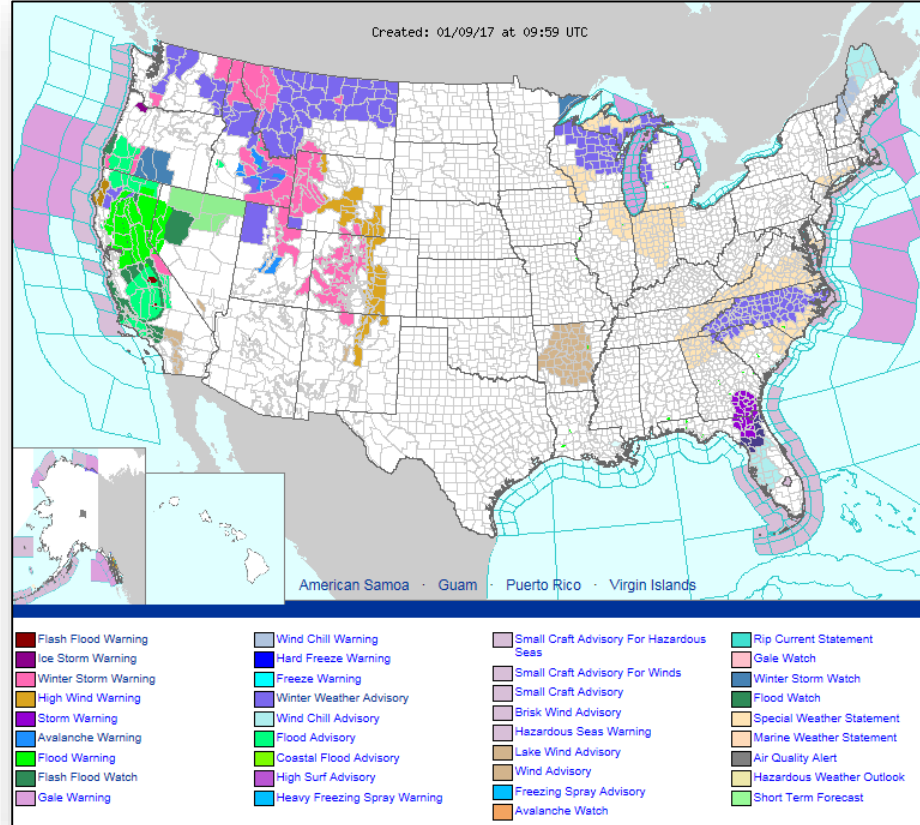 Created: 01/09/17 at 09:59 UTC
American Samoa · Guam · Puerto Rico · Virgin Islands
Flash Flood Warning
Ice Storm Warning
Winter Storm Warning
High Wind Warning
Storm Warning
Avalanche Warning
Flood Warning
Flash Flood Watch
Gale Warning
Wind Chill Warning
Hard Freeze Warning
Freeze Warning
Winter Weather Advisory
Wind Chill Advisory
Flood Advisory
Coastal Flood Advisory
High Surf Advisory
Heavy Freezing Spray Warning
Small Craft Advisory For Hazardous
Seas
Small Craft Advisory For Winds
Small Craft Advisory
Brisk Wind Advisory
Hazardous Seas Warning
Lake Wind Advisory
Wind Advisory
Freezing Spray Advisory
Avalanche Watch
Rip Current Statement
Gale Watch
Winter Storm Watch
Flood Watch
Special Weather Statement
Marine Weather Statement
Air Quality Alert
Hazardous Weather Outlook
Short Term Forecast